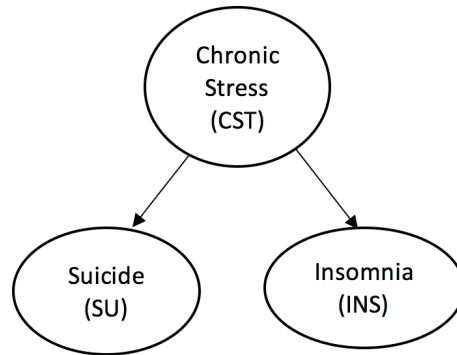 Chronic
Stress
(CST)
Suicide
(SU)
Insomnia
(INS)